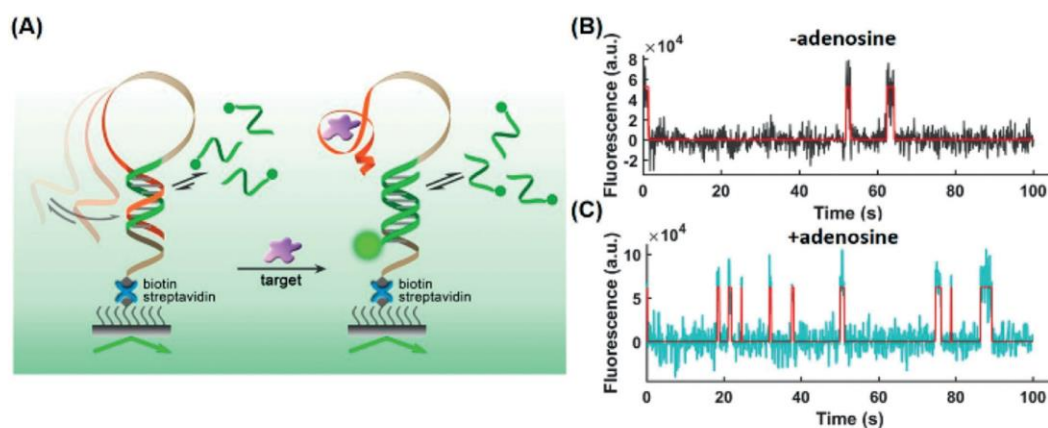 (A)
biotin
streptavidin
target
biotin
streptavidin
(B)
-adenosine
×10⁴
Fluorescence (a.u.)
8
6
4
2
0
-2
0 20 40 60 80 100
Time (s)
(C)
+adenosine
×10⁴
Fluorescence (a.u.)
10
5
0
0 20 40 60 80 100
Time (s)